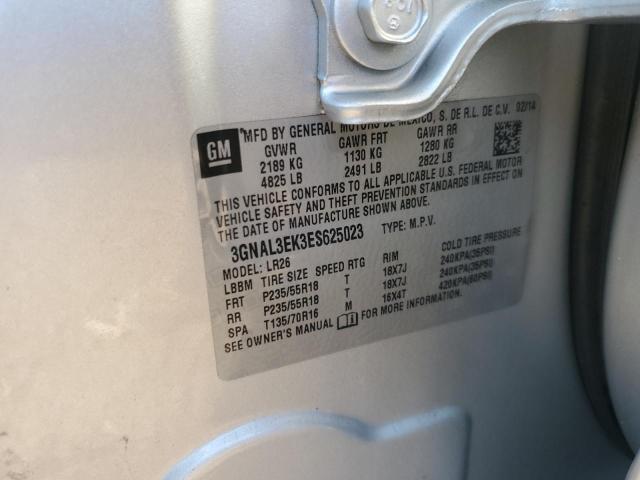 GM
MFD BY GENERAL MOTORS DE MEXICO, S. DE R.L. DE C.V. 02/14
GVWR GAWR FRT GAWR RR
2189 KG 1130 KG 1280 KG
4825 LB 2491 LB 2822 LB
THIS VEHICLE CONFORMS TO ALL APPLICABLE U.S. FEDERAL MOTOR
VEHICLE SAFETY AND THEFT PREVENTION STANDARDS IN EFFECT ON
THE DATE OF MANUFACTURE SHOWN ABOVE.
3GNAL3EK3ES625023 TYPE: M.P.V.
MODEL: LR26
LBBM TIRE SIZE SPEED RTG RIM COLD TIRE PRESSURE
FRT P235/55R18 T 18X7J 240KPA(35PSI)
RR P235/55R18 T 18X7J 240KPA(35PSI)
SPA T135/70R16 M 16X4T 420KPA(60PSI)
SEE OWNER'S MANUAL FOR MORE INFORMATION.